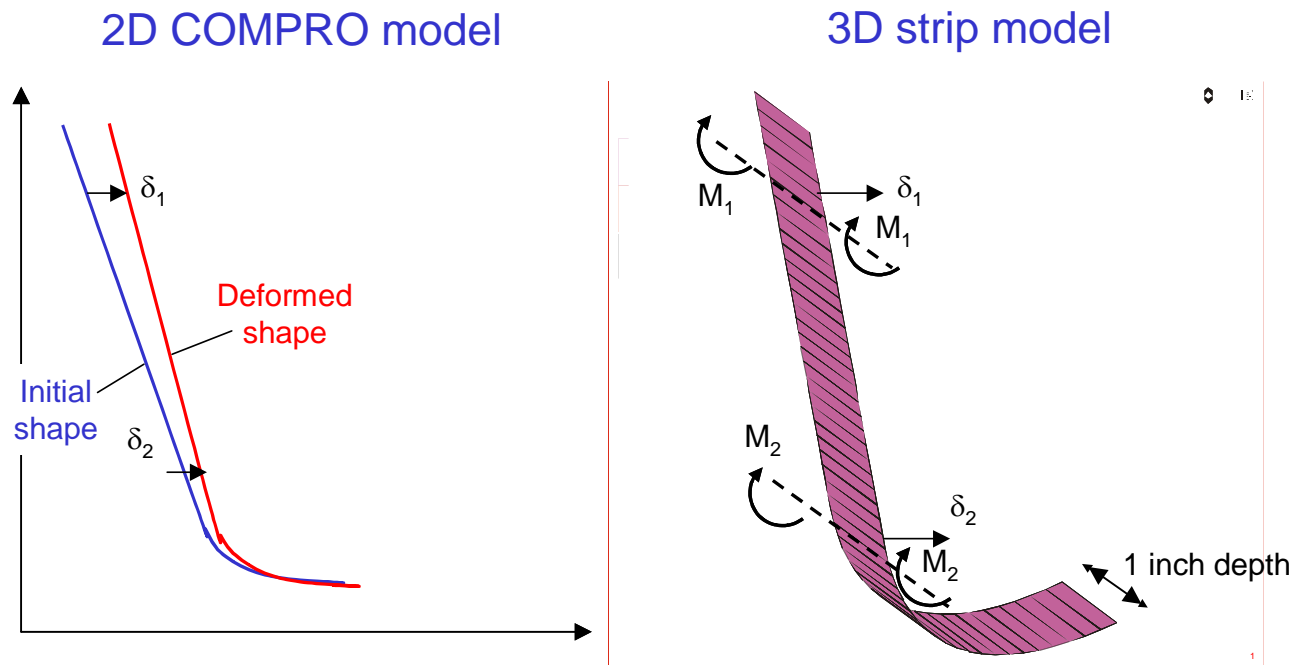 2D COMPRO model
3D strip model
δ1
Deformed
shape
Initial
shape
δ2
M1
δ1
M1
M2
δ2
M2
1 inch depth
1